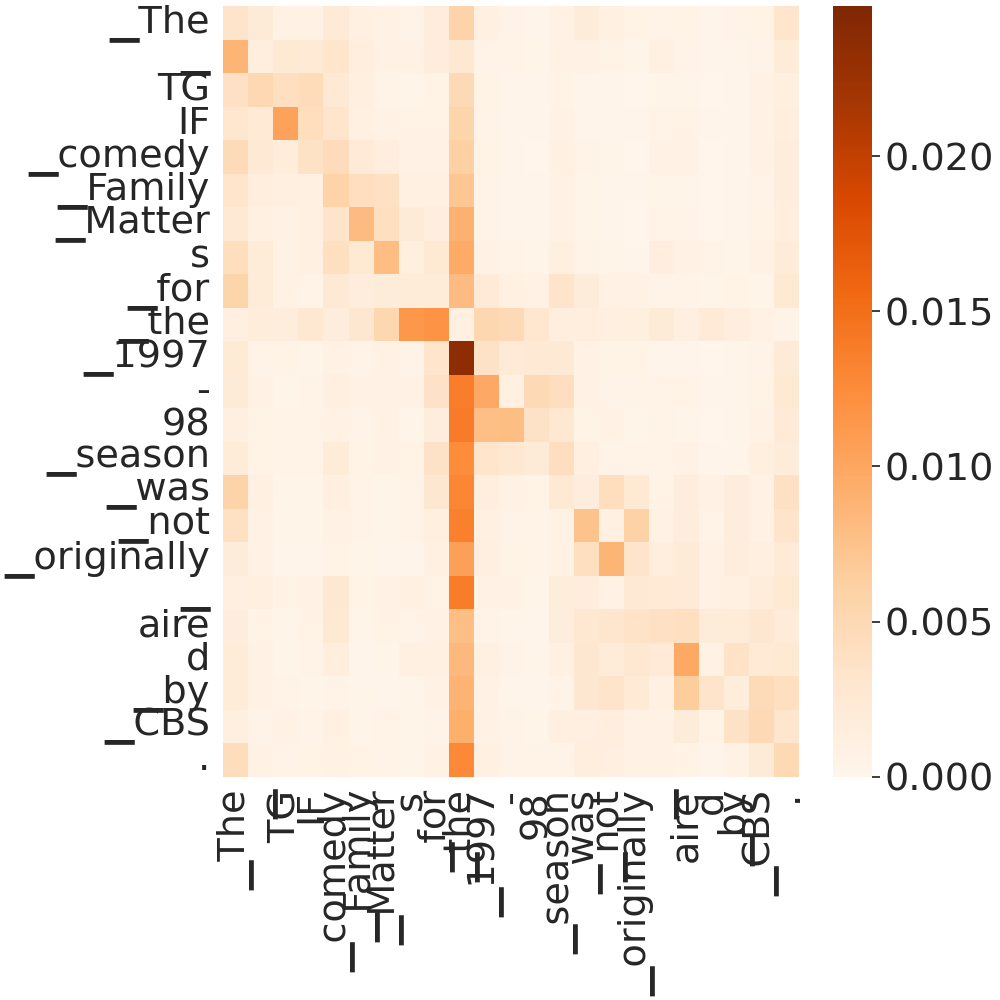 _The
_
TG
IF
_comedy
_Family
_Matter
s
_for
_the
_1997
-
98
_season
_was
_not
_originally
_
aire
d
_by
_CBS
.
0.020
0.015
0.010
0.005
0.000
_The
_
TG
IF
_comedy
_Family
_Matter
s
_for
_the
_1997
-
98
_season
_was
_not
_originally
_
aire
d
_by
_CBS
.